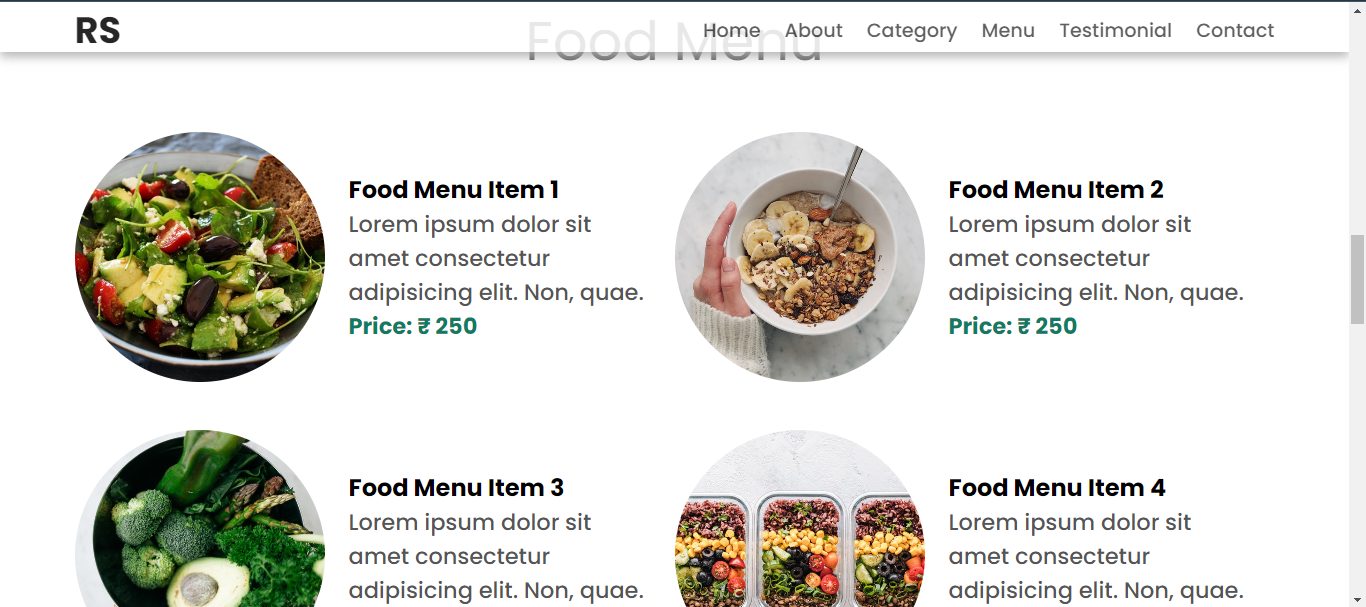 RS
Home About Category Menu Testimonial Contact
Food Menu
Food Menu Item 1
Lorem ipsum dolor sit
amet consectetur
adipisicing elit. Non, quae.
Price: ₹ 250
Food Menu Item 2
Lorem ipsum dolor sit
amet consectetur
adipisicing elit. Non, quae.
Price: ₹ 250
Food Menu Item 3
Lorem ipsum dolor sit
amet consectetur
adipisicing elit. Non, quae.
Food Menu Item 4
Lorem ipsum dolor sit
amet consectetur
adipisicing elit. Non, quae.